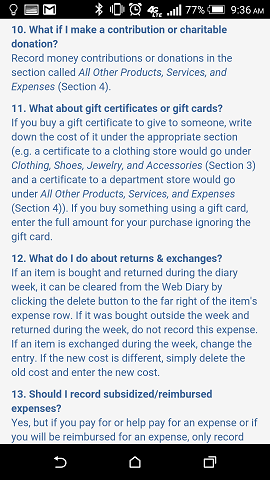 77% 9:36 AM
10. What if I make a contribution or charitable
donation?
Record money contributions or donations in the
section called All Other Products, Services, and
Expenses (Section 4).
11. What about gift certificates or gift cards?
If you buy a gift certificate to give to someone, write
down the cost of it under the appropriate section
(e.g. a certificate to a clothing store would go under
Clothing, Shoes, Jewelry, and Accessories (Section 3)
and a certificate to a department store would go
under All Other Products, Services, and Expenses
(Section 4)). If you buy something using a gift card,
enter the full amount for your purchase ignoring the
gift card.
12. What do I do about returns & exchanges?
If an item is bought and returned during the diary
week, it can be cleared from the Web Diary by
clicking the delete button to the far right of the item's
expense row. If it was bought outside the week and
returned during the week, do not record this expense.
If an item is exchanged during the week, change the
entry. If the new cost is different, simply delete the
old cost and enter the new cost.
13. Should I record subsidized/reimbursed
expenses?
Yes, but if you pay for or help pay for an expense or if
you will be reimbursed for an expense, only record